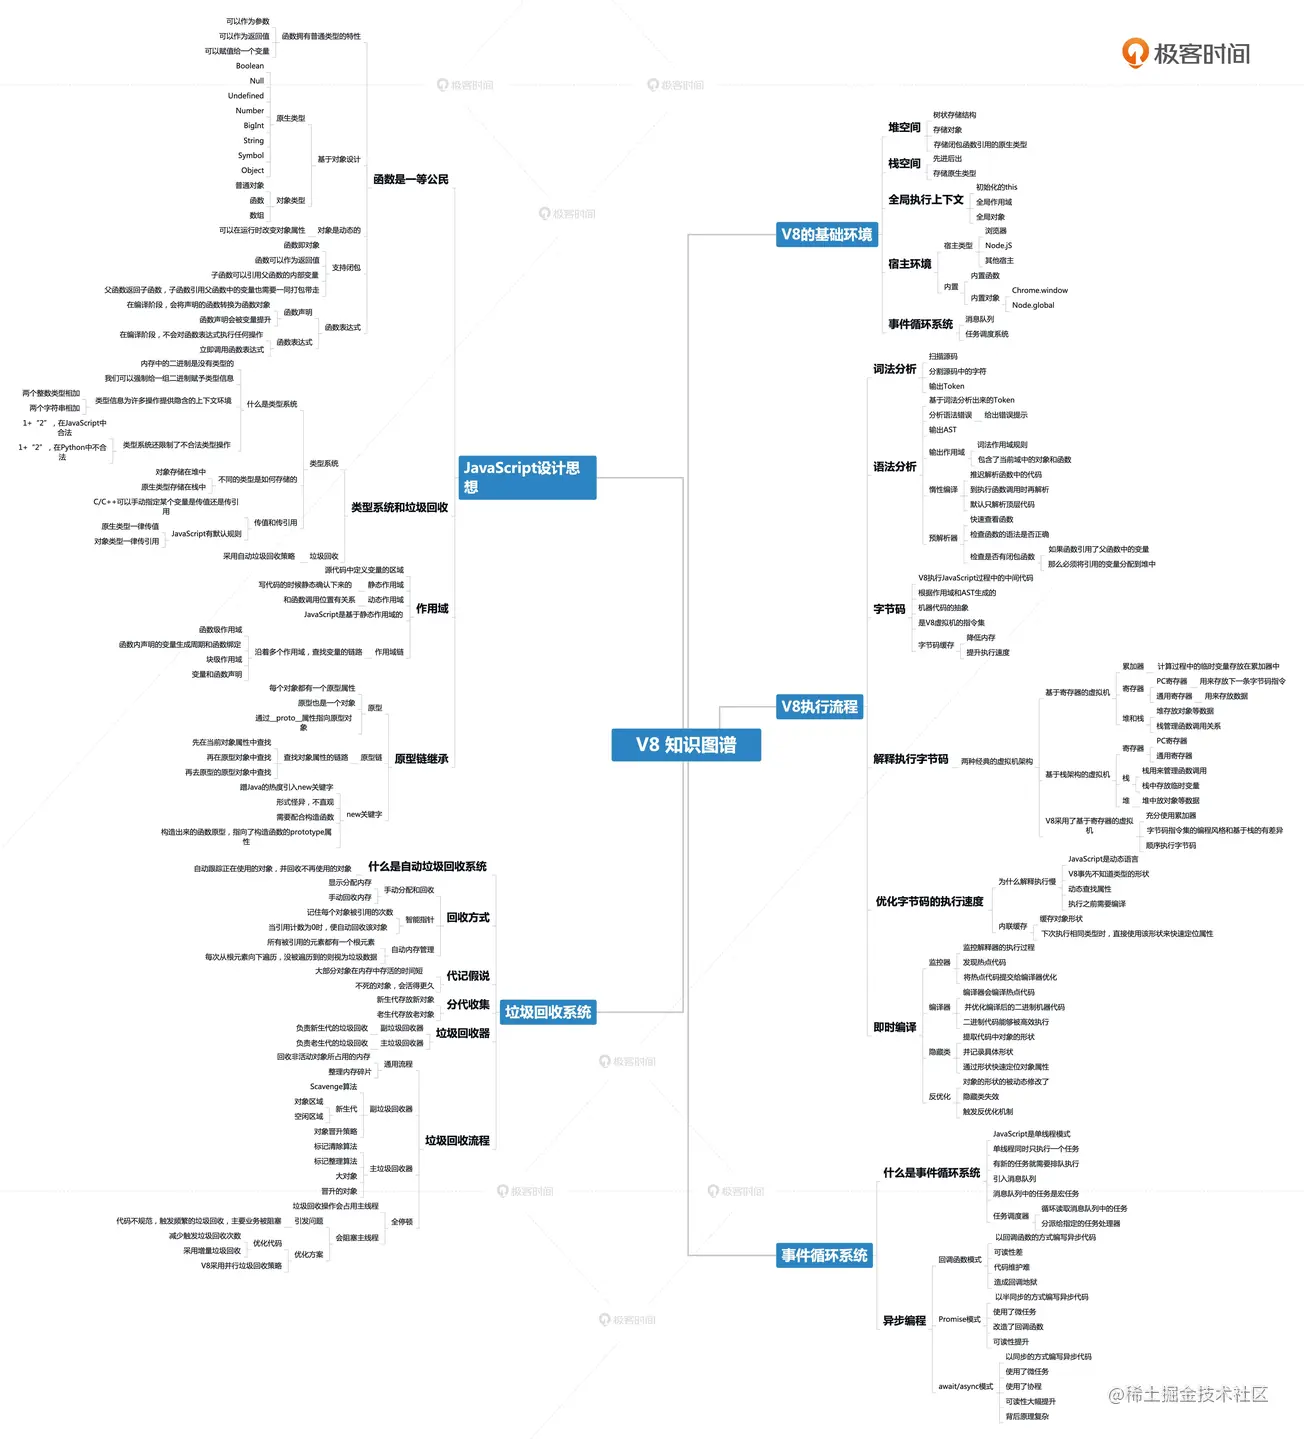 极客时间
V8 知识图谱
JavaScript设计思
想
函数是一等公民
函数拥有普通类型的特性
可以作为参数
可以作为返回值
可以赋值给一个变量
基于对象设计
原生类型
Boolean
Null
Undefined
Number
BigInt
String
Symbol
Object
对象类型
普通对象
函数
数组
对象是动态的
可以在运行时改变对象属性
支持闭包
函数即对象
函数可以作为返回值
子函数可以引用父函数的内部变量
父函数返回子函数，子函数引用父函数中的变量也需要一同打包带走
函数表达式
函数声明
在编译阶段，会将声明的函数转换为函数对象
函数声明会被变量提升
函数表达式
在编译阶段，不会对函数表达式执行任何操作
立即调用函数表达式
类型系统和垃圾回收
类型系统
什么是类型系统
内存中的二进制是没有类型的
我们可以强制给一组二进制赋予类型信息
类型信息为许多操作提供隐含的上下文环境
两个整数类型相加
两个字符串相加
类型系统还限制了不合法类型操作
1+“2”，在JavaScript中
合法
1+“2”，在Python中不合
法
不同的类型是如何存储的
对象存储在堆中
原生类型存储在栈中
传值和传引用
C/C++可以手动指定某个变量是传值还是传引
用
JavaScript有默认规则
原生类型一律传值
对象类型一律传引用
垃圾回收
采用自动垃圾回收策略
作用域
源代码中定义变量的区域
静态作用域
写代码的时候静态确认下来的
动态作用域
和函数调用位置有关系
JavaScript是基于静态作用域的
作用域链
沿着多个作用域，查找变量的链路
函数级作用域
函数内声明的变量生成周期和函数绑定
块级作用域
变量和函数声明
原型链继承
原型
每个对象都有一个原型属性
原型也是一个对象
通过__proto__属性指向原型对
象
原型链
查找对象属性的链路
先在当前对象属性中查找
再在原型对象中查找
再去原型的原型对象中查找
new关键字
蹭Java的热度引入new关键字
形式怪异，不直观
需要配合构造函数
构造出来的函数原型，指向了构造函数的prototype属
性
垃圾回收系统
什么是自动垃圾回收系统
自动跟踪正在使用的对象，并回收不再使用的对象
回收方式
手动分配和回收
显示分配内存
手动回收内存
智能指针
记住每个对象被引用的次数
当引用计数为0时，便自动回收该对象
自动内存管理
所有被引用的元素都有一个根元素
每次从根元素向下遍历，没被遍历到的则视为垃圾数据
代记假说
大部分对象在内存中存活的时间短
不死的对象，会活得更久
分代收集
新生代存放新对象
老生代存放老对象
垃圾回收器
副垃圾回收器
负责新生代的垃圾回收
主垃圾回收器
负责老生代的垃圾回收
垃圾回收流程
通用流程
回收非活动对象所占用的内存
整理内存碎片
副垃圾回收器
Scavenge算法
新生代
对象区域
空闲区域
对象晋升策略
主垃圾回收器
标记清除算法
标记整理算法
大对象
晋升的对象
全停顿
垃圾回收操作会占用主线程
会阻塞主线程
引发问题
代码不规范，触发频繁的垃圾回收，主要业务被阻塞
优化方案
优化代码
减少触发垃圾回收次数
采用增量垃圾回收
V8采用并行垃圾回收策略
V8的基础环境
堆空间
树状存储结构
存储对象
存储闭包函数引用的原生类型
栈空间
先进后出
存储原生类型
全局执行上下文
初始化的this
全局作用域
全局对象
宿主环境
宿主类型
浏览器
Node.jS
其他宿主
内置
内置函数
内置对象
Chrome.window
Node.global
事件循环系统
消息队列
任务调度系统
V8执行流程
词法分析
扫描源码
分割源码中的字符
输出Token
语法分析
基于词法分析出来的Token
分析语法错误
给出错误提示
输出AST
输出作用域
词法作用域规则
包含了当前域中的对象和函数
惰性编译
推迟解析函数中的代码
到执行函数调用时再解析
默认只解析顶层代码
预解析器
快速查看函数
检查函数的语法是否正确
检查是否有闭包函数
如果函数引用了父函数中的变量
那么必须将引用的变量分配到堆中
字节码
V8执行JavaScript过程中的中间代码
根据作用域和AST生成的
机器代码的抽象
是V8虚拟机的指令集
字节码缓存
降低内存
提升执行速度
解释执行字节码
两种经典的虚拟机架构
基于寄存器的虚拟机
累加器
计算过程中的临时变量存放在累加器中
寄存器
PC寄存器
用来存放下一条字节码指令
通用寄存器
用来存放数据
堆和栈
堆存放对象等数据
栈管理函数调用关系
基于栈架构的虚拟机
寄存器
PC寄存器
通用寄存器
栈
栈用来管理函数调用
栈中存放临时变量
堆
堆中放对象等数据
V8采用了基于寄存器的虚拟
机
充分使用累加器
字节码指令集的编程风格和基于栈的有差异
顺序执行字节码
优化字节码的执行速度
为什么解释执行慢
JavaScript是动态语言
V8事先不知道类型的形状
动态查找属性
执行之前需要编译
内联缓存
缓存对象形状
下次执行相同类型时，直接使用该形状来快速定位属性
即时编译
监控器
监控解释器的执行过程
发现热点代码
将热点代码提交给编译器优化
编译器
编译器会编译热点代码
并优化编译后的二进制机器代码
二进制代码能够被高效执行
隐藏类
提取代码中对象的形状
并记录具体形状
通过形状快速定位对象属性
反优化
对象的形状的被动态修改了
隐藏类失效
触发反优化机制
事件循环系统
什么是事件循环系统
JavaScript是单线程模式
单线程同时只执行一个任务
有新的任务就需要排队执行
引入消息队列
消息队列中的任务是宏任务
任务调度器
循环读取消息队列中的任务
分派给指定的任务处理器
异步编程
回调函数模式
以回调函数的方式编写异步代码
可读性差
代码维护难
造成回调地狱
Promise模式
以半同步的方式编写异步代码
使用了微任务
改造了回调函数
可读性提升
await/async模式
以同步的方式编写异步代码
使用了微任务
使用了协程
可读性大幅提升
背后原理复杂
极客时间
极客时间
极客时间
极客时间
极客时间
极客时间
极客时间
@稀土掘金技术社区